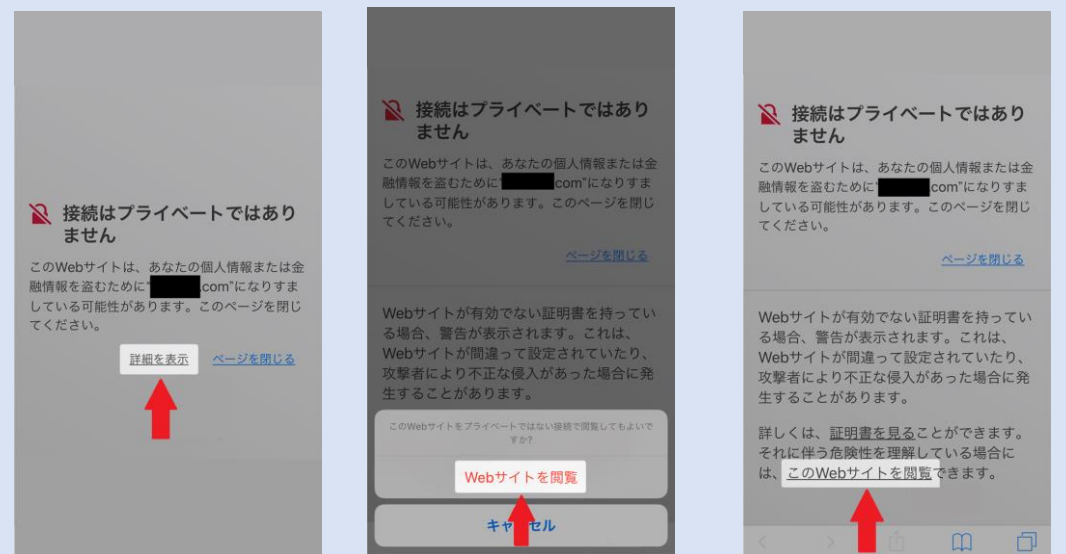 接続はプライベートではあり
ません
このWebサイトは、あなたの個人情報または金
融情報を盗むために"
.com"になりすま
している可能性があります。このページを閉じ
てください。
詳細を表示
ページを閉じる
接続はプライベートではあり
ません
このWebサイトは、あなたの個人情報または金
融情報を盗むために"
com"になりすま
している可能性があります。このページを閉じ
てください。
ページを閉じる
Webサイトが有効でない証明書を持ってい
る場合、警告が表示されます。これは、
Webサイトが間違って設定されていたり、
攻撃者により不正な侵入があった場合に発
生することがあります。
このWebサイトをプライベートではない接続で閲覧してもよいで
すか?
Webサイトを閲覧
キャンセル
接続はプライベートではあり
ません
このWebサイトは、あなたの個人情報または金
融情報を盗むために"
com"になりすま
している可能性があります。このページを閉じ
てください。
ページを閉じる
Webサイトが有効でない証明書を持ってい
る場合、警告が表示されます。これは、
Webサイトが間違って設定されていたり、
攻撃者により不正な侵入があった場合に発
生することがあります。
詳しくは、証明書を見ることができます。
それに伴う危険性を理解している場合に
は、このWebサイトを閲覧できます。